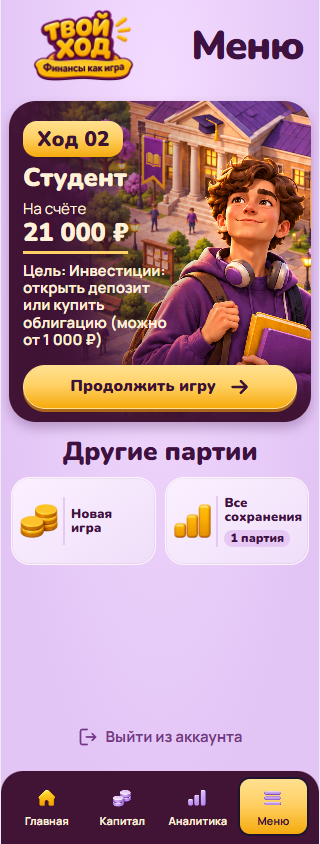 ТВОЙ
ХОД
Финансы как игра
Меню
Ход 02
Студент
На счёте
21 000 ₽
Цель: Инвестиции:
открыть депозит
или купить
облигацию (можно
от 1 000 ₽)
Продолжить игру →
Другие партии
Новая
игра
Все
сохранения
1 партия
Выйти из аккаунта
Главная
Капитал
Аналитика
Меню